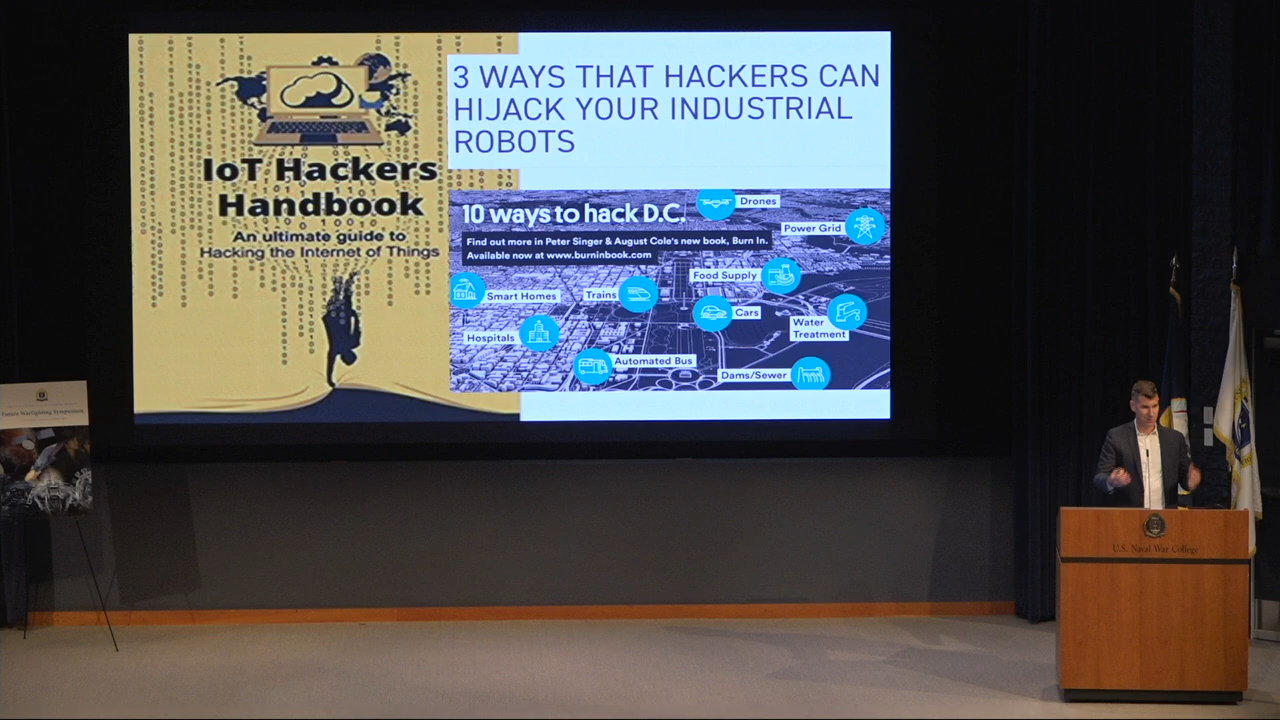 IoT Hackers
Handbook
An ultimate guide to
Hacking the Internet of Things
3 WAYS THAT HACKERS CAN
HIJACK YOUR INDUSTRIAL
ROBOTS
10 ways to hack D.C.
Find out more in Peter Singer & August Cole's new book, Burn In.
Available now at www.burninbook.com
Drones
Power Grid
Food Supply
Smart Homes
Trains
Cars
Water
Treatment
Hospitals
Automated Bus
Dams/Sewer
Future Warfighting Symposium
U.S. Naval War College